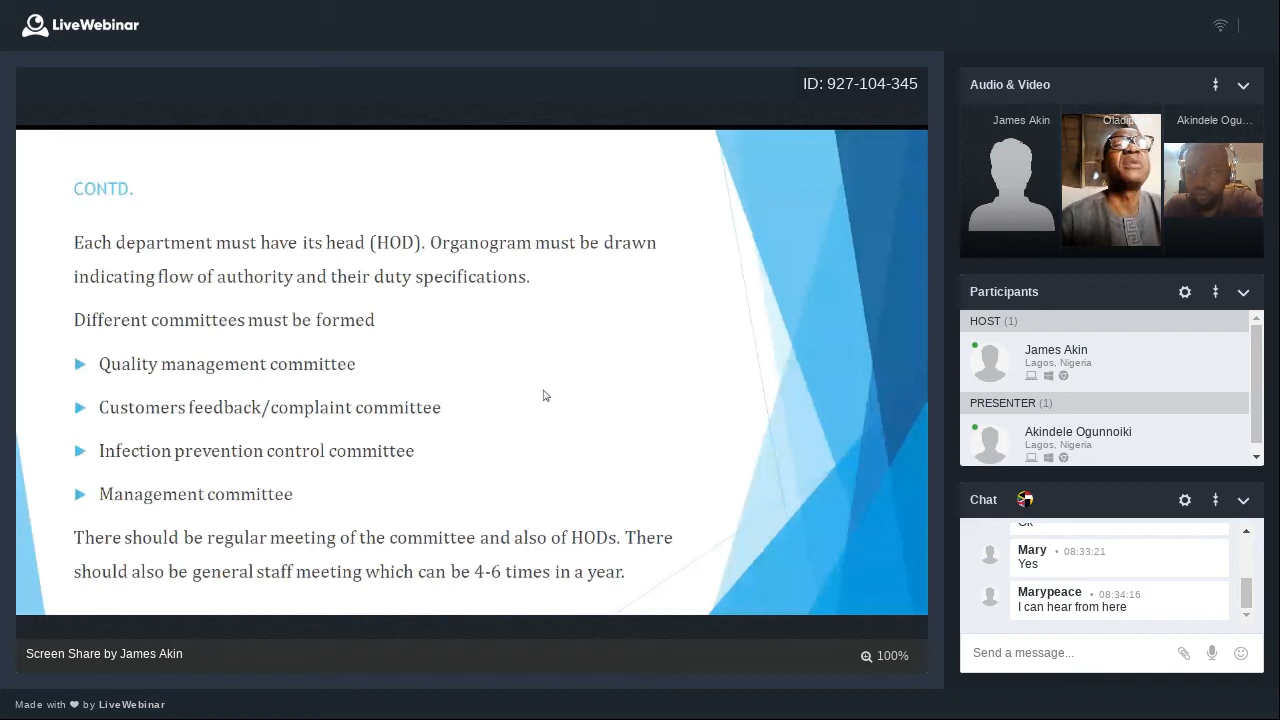 LiveWebinar
ID: 927-104-345
CONTD.
Each department must have its head (HOD). Organogram must be drawn
indicating flow of authority and their duty specifications.
Different committees must be formed
Quality management committee
Customers feedback/complaint committee
Infection prevention control committee
Management committee
There should be regular meeting of the committee and also of HODs. There
should also be general staff meeting which can be 4-6 times in a year.
Screen Share by James Akin
100%
Made with ❤ by LiveWebinar
Audio & Video
James Akin
Akindele Ogu...
Participants
HOST (1)
James Akin
Lagos, Nigeria
PRESENTER (1)
Akindele Ogunnoiki
Lagos, Nigeria
Chat
Mary • 08:33:21
Yes
Marypeace • 08:34:16
I can hear from here
Send a message...